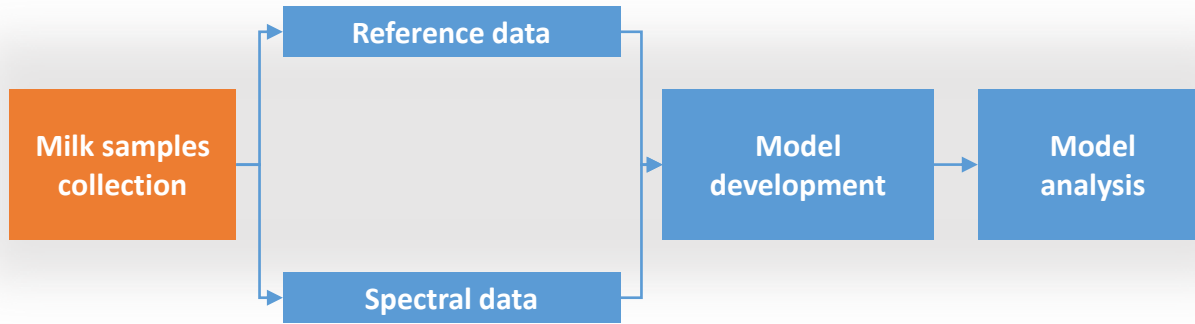 Reference data
Milk samples
collection
Model
development
Model
analysis
Spectral data